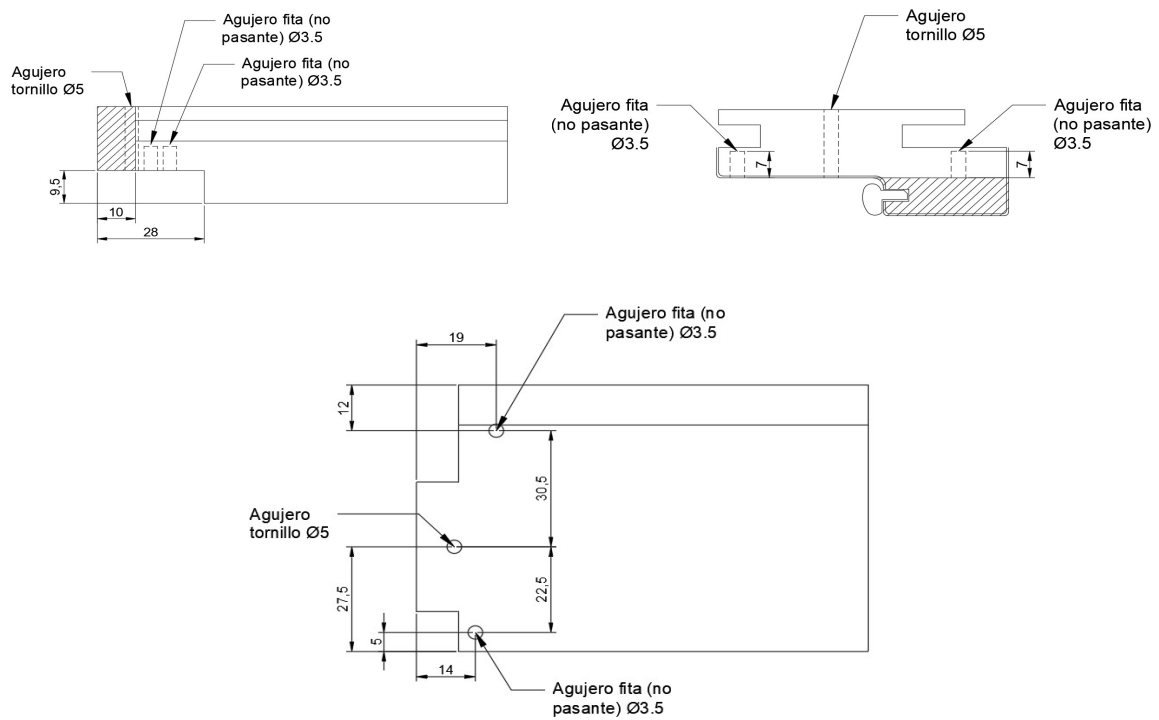 Agujero fita (no
pasante) Ø3.5
Agujero fita (no
pasante) Ø3.5
Agujero
tornillo Ø5
9,5
10
28
Agujero
tornillo Ø5
Agujero fita
(no pasante)
Ø3.5
Agujero fita
(no pasante)
Ø3.5
7
7
Agujero fita (no
pasante) Ø3.5
19
12
30,5
Agujero
tornillo Ø5
27,5
22,5
5
14
Agujero fita (no
pasante) Ø3.5